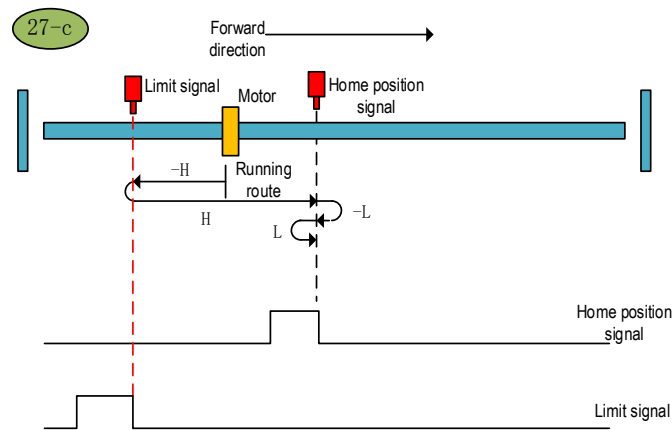 27-c
Forward
direction
Limit signal
Motor
Home position
signal
-H
Running
route
H
-L
L
Home position
signal
Limit signal